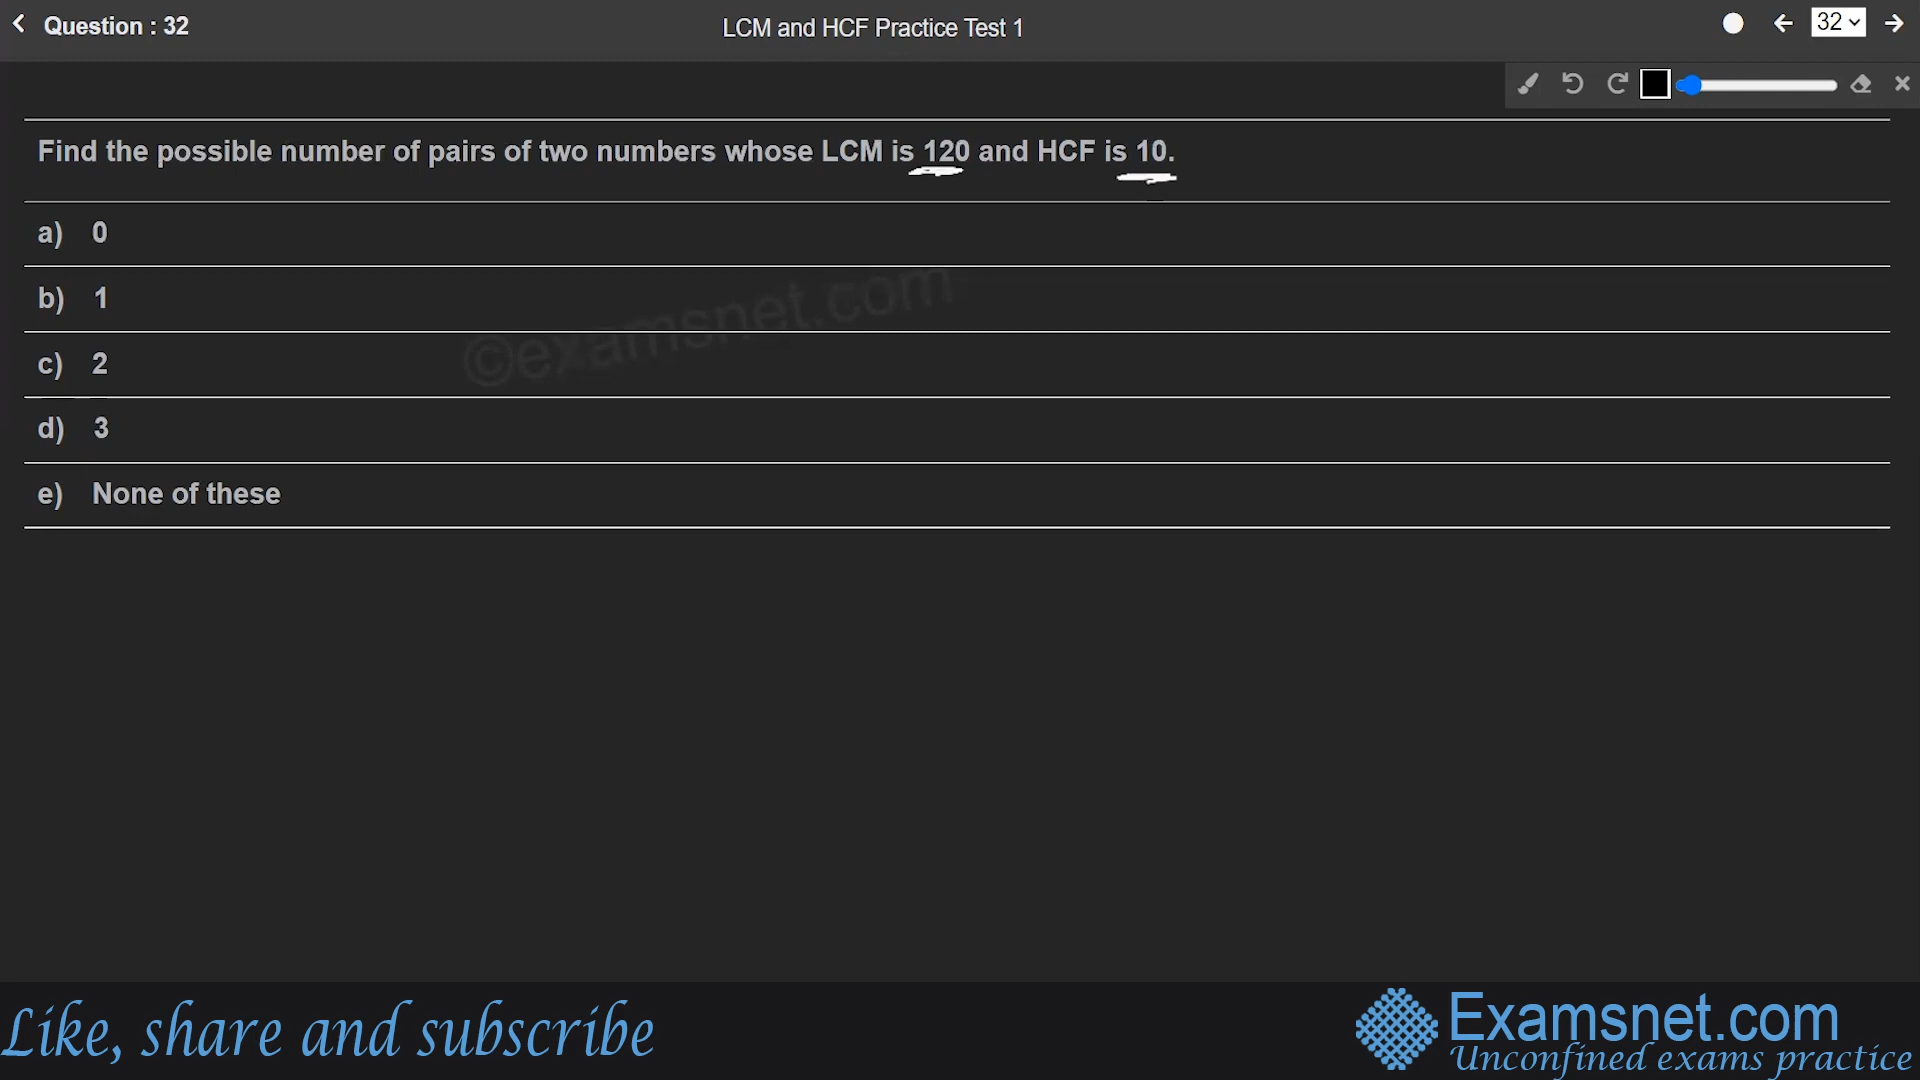 Question : 32
LCM and HCF Practice Test 1
32
Find the possible number of pairs of two numbers whose LCM is 120 and HCF is 10.
a) 0
b) 1
c) 2
d) 3
e) None of these
©examsnet.com
Like, share and subscribe
Examsnet.com
Unconfined exams practice